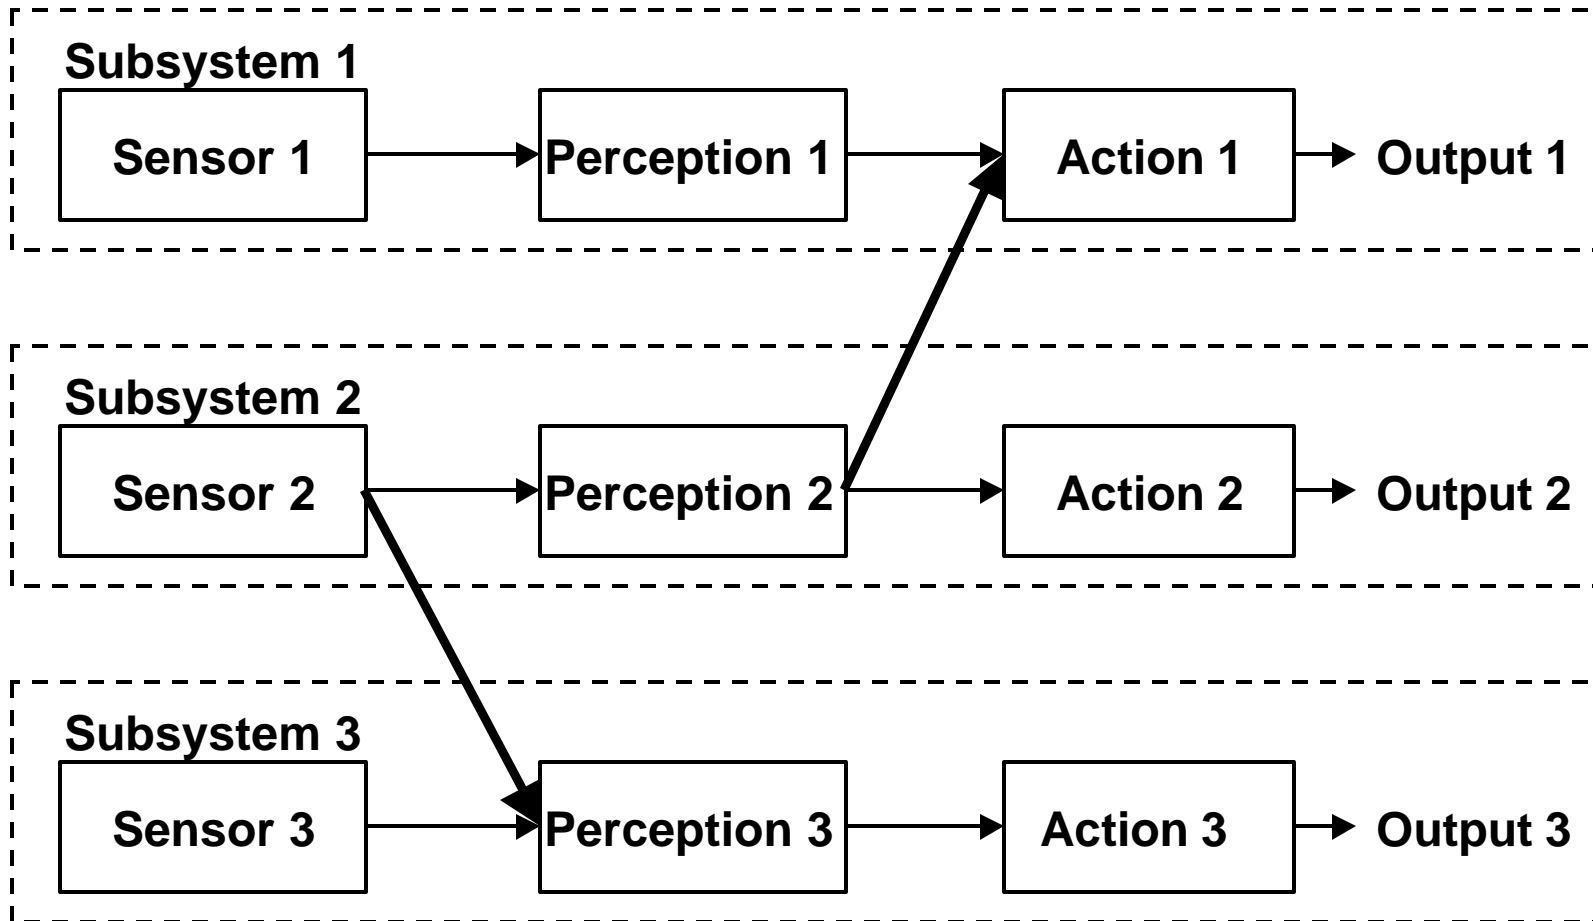 Subsystem 1
Sensor 1
Perception 1
Action 1
Output 1
Subsystem 2
Sensor 2
Perception 2
Action 2
Output 2
Subsystem 3
Sensor 3
Perception 3
Action 3
Output 3